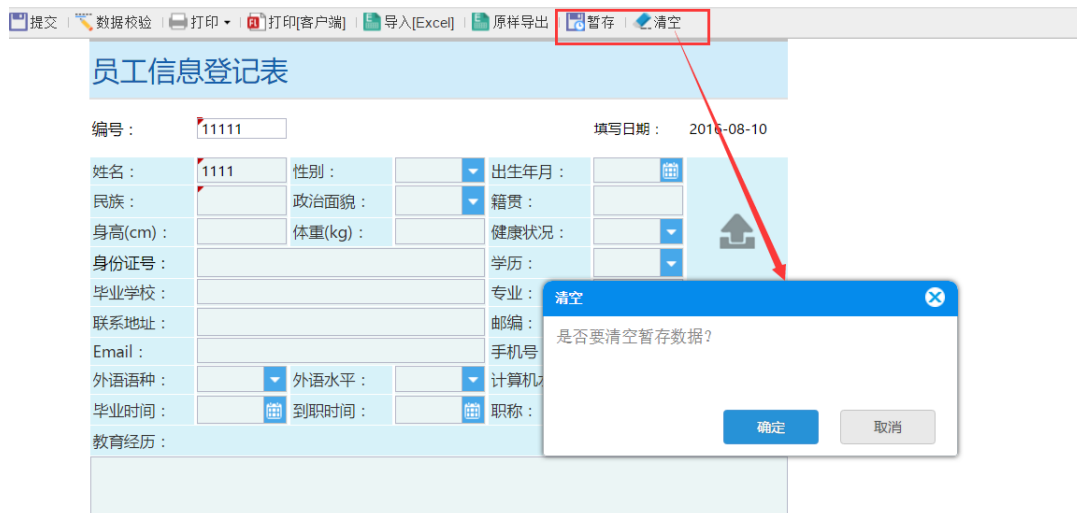 提交 数据校验 打印 打印[客户端] 导入[Excel] 原样导出 暂存 清空
员工信息登记表
编号： 11111 填写日期： 2016-08-10
姓名： 1111 性别： 出生年月：
民族： 政治面貌： 籍贯：
身高(cm)： 体重(kg)： 健康状况：
身份证号： 学历：
毕业学校： 专业：
联系地址： 邮编：
Email： 手机号
外语语种： 外语水平： 计算机
毕业时间： 到职时间： 职称：
教育经历：
清空
是否要清空暂存数据?
确定 取消